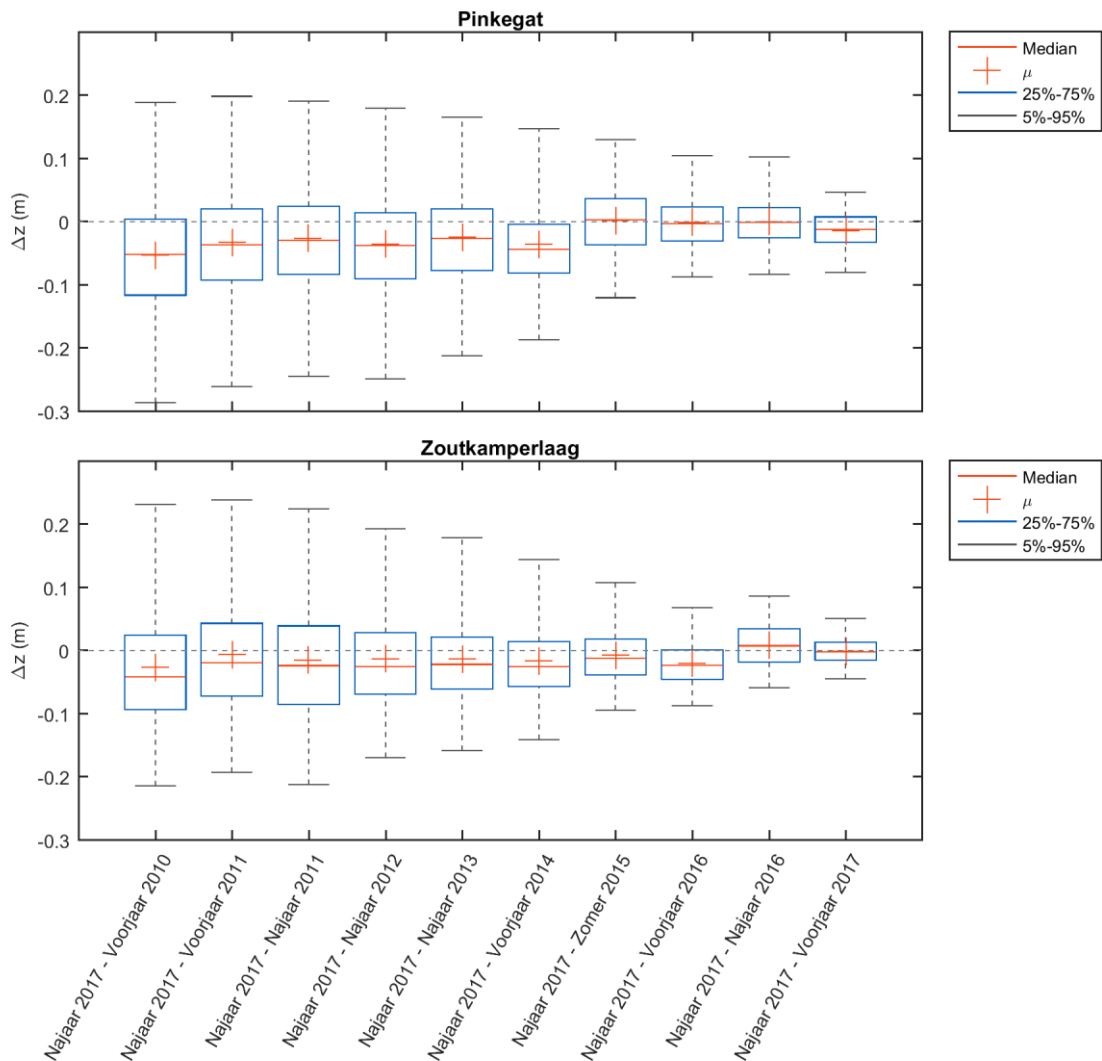 Pinkegat
Median
μ
25%-75%
5%-95%
0.2
0.1
0
-0.1
-0.2
-0.3
Δz (m)
Zoutkamperlaag
Median
μ
25%-75%
5%-95%
0.2
0.1
0
-0.1
-0.2
-0.3
Δz (m)
Najaar 2017 - Voorjaar 2010
Najaar 2017 - Voorjaar 2011
Najaar 2017 - Najaar 2011
Najaar 2017 - Najaar 2012
Najaar 2017 - Najaar 2013
Najaar 2017 - Voorjaar 2014
Najaar 2017 - Zomer 2015
Najaar 2017 - Voorjaar 2016
Najaar 2017 - Najaar 2016
Najaar 2017 - Voorjaar 2017